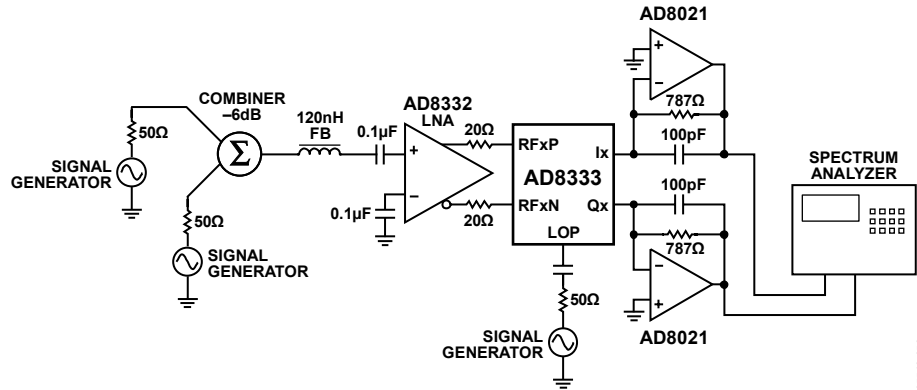 AD8021
787Ω
100pF
COMBINER
–6dB
50Ω
SIGNAL
GENERATOR
Σ
50Ω
SIGNAL
GENERATOR
120nH
FB
0.1µF
0.1µF
AD8332
LNA
+
–
20Ω
20Ω
RFxP
Ix
AD8333
Qx
RFxN
LOP
50Ω
SIGNAL
GENERATOR
+
–
100pF
787Ω
–
+
AD8021
SPECTRUM
ANALYZER